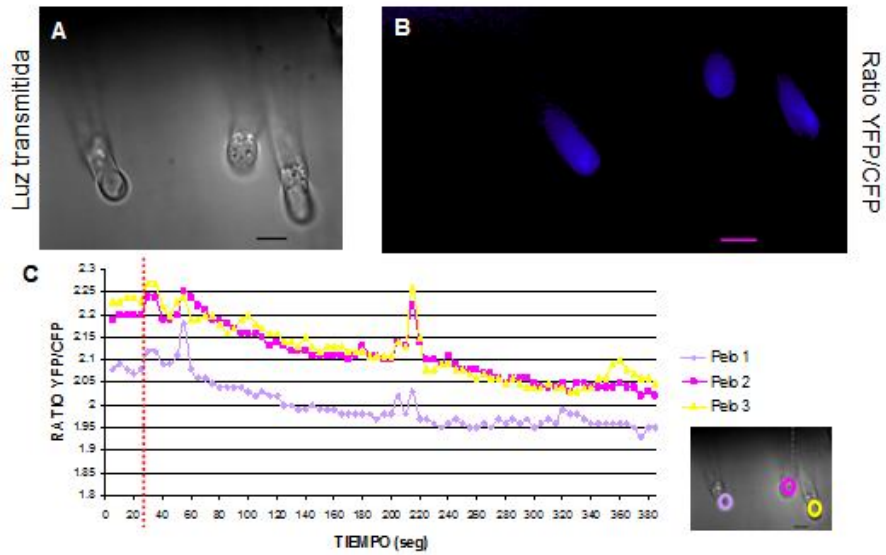 A
B
Luz transmitida
Ratio YFP/CFP
C
RATIO YFP/CFP
2.3
2.25
2.2
2.15
2.1
2.05
2
1.95
1.9
1.85
1.8
0 20 40 60 80 100 120 140 160 180 200 220 240 260 280 300 320 340 360 380
TIEMPO (seg)
Pelo 1
Pelo 2
Pelo 3